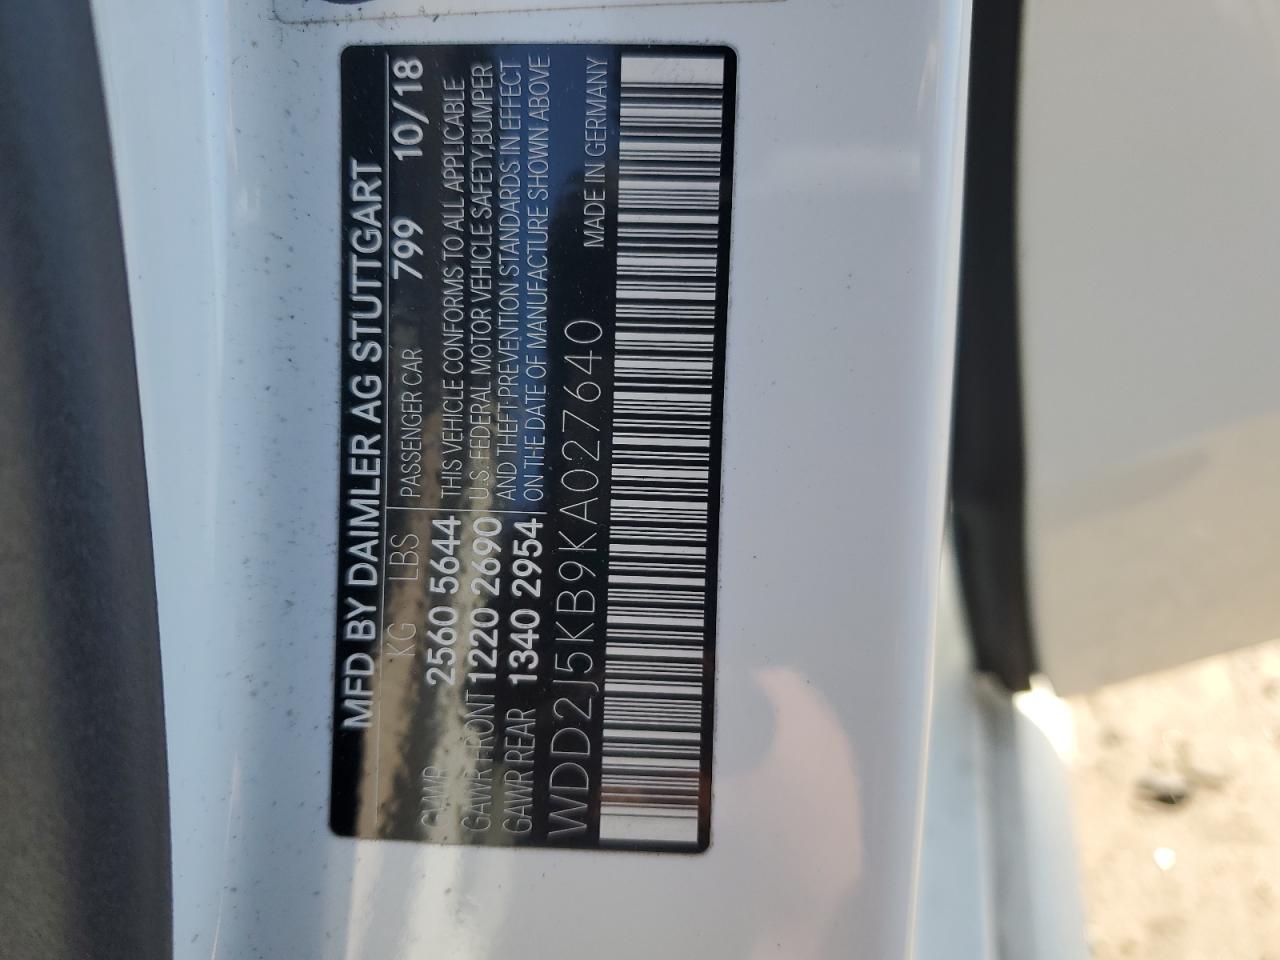 MFD BY DAIMLER AG STUTTGART
KG LBS PASSENGER CAR 799 10/18
GAWR 2560 5644 THIS VEHICLE CONFORMS TO ALL APPLICABLE
GAWR FRONT 1220 2690 U.S. FEDERAL MOTOR VEHICLE SAFETY,BUMPER
GAWR REAR 1340 2954 AND THEFT PREVENTION STANDARDS IN EFFECT
ON THE DATE OF MANUFACTURE SHOWN ABOVE
WDD2J5KB9KA027640 MADE IN GERMANY